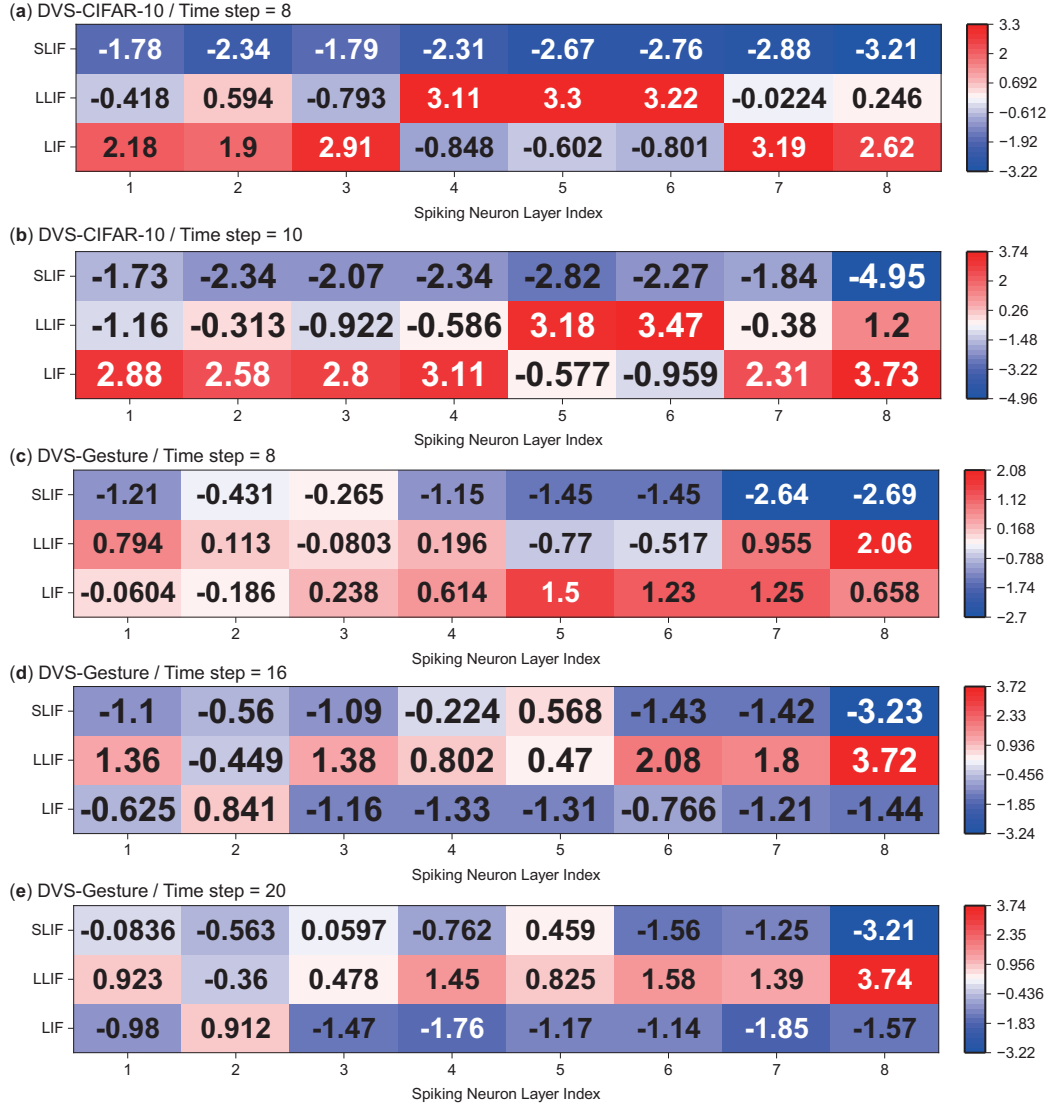 (a) DVS-CIFAR-10 / Time step = 8
SLIF -1.78 -2.34 -1.79 -2.31 -2.67 -2.76 -2.88 -3.21
LLIF -0.418 0.594 -0.793 3.11 3.3 3.22 -0.0224 0.246
LIF 2.18 1.9 2.91 -0.848 -0.602 -0.801 3.19 2.62
1 2 3 4 5 6 7 8
Spiking Neuron Layer Index
3.3
0.692
−0.612
−1.92
−3.22
(b) DVS-CIFAR-10 / Time step = 10
SLIF -1.73 -2.34 -2.07 -2.34 -2.82 -2.27 -1.84 -4.95
LLIF -1.16 -0.313 -0.922 -0.586 3.18 3.47 -0.38 1.2
LIF 2.88 2.58 2.8 3.11 -0.577 -0.959 2.31 3.73
1 2 3 4 5 6 7 8
Spiking Neuron Layer Index
3.74
2
0.26
−1.48
−3.22
−4.96
(c) DVS-Gesture / Time step = 8
SLIF -1.21 -0.431 -0.265 -1.15 -1.45 -1.45 -2.64 -2.69
LLIF 0.794 0.113 -0.0803 0.196 -0.77 -0.517 0.955 2.06
LIF -0.0604 -0.186 0.238 0.614 1.5 1.23 1.25 0.658
1 2 3 4 5 6 7 8
Spiking Neuron Layer Index
2.08
1.12
0.168
−0.788
−1.74
−2.7
(d) DVS-Gesture / Time step = 16
SLIF -1.1 -0.56 -1.09 -0.224 0.568 -1.43 -1.42 -3.23
LLIF 1.36 -0.449 1.38 0.802 0.47 2.08 1.8 3.72
LIF -0.625 0.841 -1.16 -1.33 -1.31 -0.766 -1.21 -1.44
1 2 3 4 5 6 7 8
Spiking Neuron Layer Index
3.72
2.33
0.936
−0.456
−1.85
−3.24
(e) DVS-Gesture / Time step = 20
SLIF -0.0836 -0.563 0.0597 -0.762 0.459 -1.56 -1.25 -3.21
LLIF 0.923 -0.36 0.478 1.45 0.825 1.58 1.39 3.74
LIF -0.98 0.912 -1.47 -1.76 -1.17 -1.14 -1.85 -1.57
1 2 3 4 5 6 7 8
Spiking Neuron Layer Index
3.74
2.35
0.956
−0.436
−1.83
−3.22